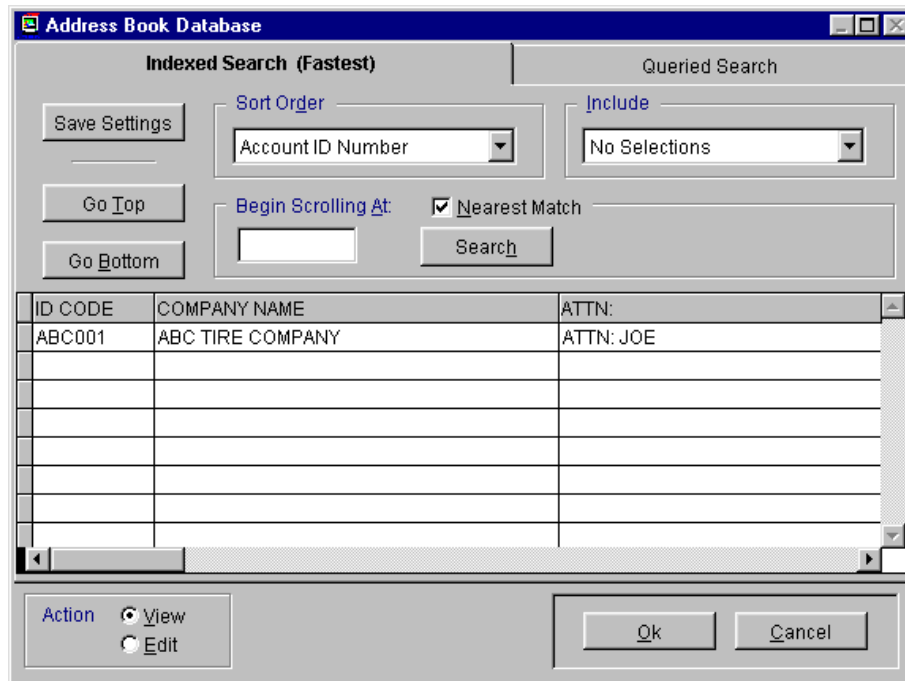 Address Book Database
Indexed Search (Fastest)
Queried Search
Save Settings
Sort Order
Account ID Number
Include
No Selections
Go Top
Go Bottom
Begin Scrolling At:
Nearest Match
Search
ID CODE COMPANY NAME ATTN:
ABC001 ABC TIRE COMPANY ATTN: JOE
Action
View
Edit
Ok
Cancel